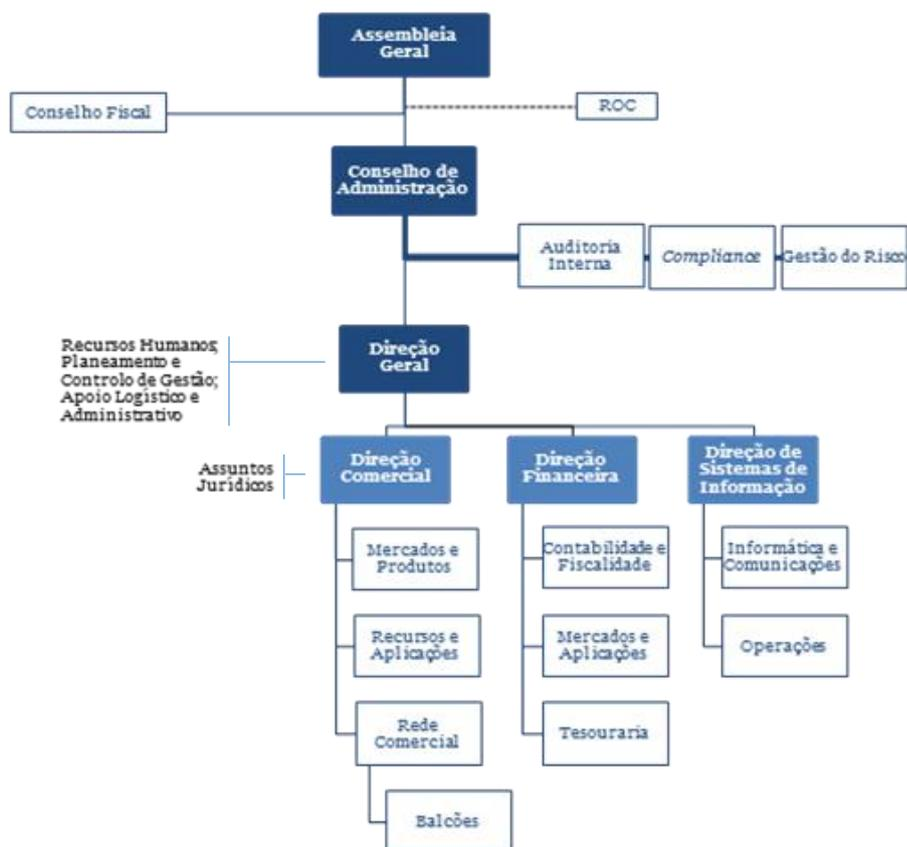 Assembleia
Geral
Conselho Fiscal
ROC
Conselho de
Administração
Auditoria
Interna
Compliance
Gestão do Risco
Recursos Humanos;
Planeamento e
Controlo de Gestão;
Apoio Logístico e
Administrativo
Direção
Geral
Assuntos
Jurídicos
Direção
Comercial
Direção
Financeira
Direção de
Sistemas de
Informação
Mercados e
Produtos
Contabilidade e
Fiscalidade
Informática e
Comunicações
Recursos e
Aplicações
Mercados e
Aplicações
Operações
Rede
Comercial
Tesouraria
Balcões